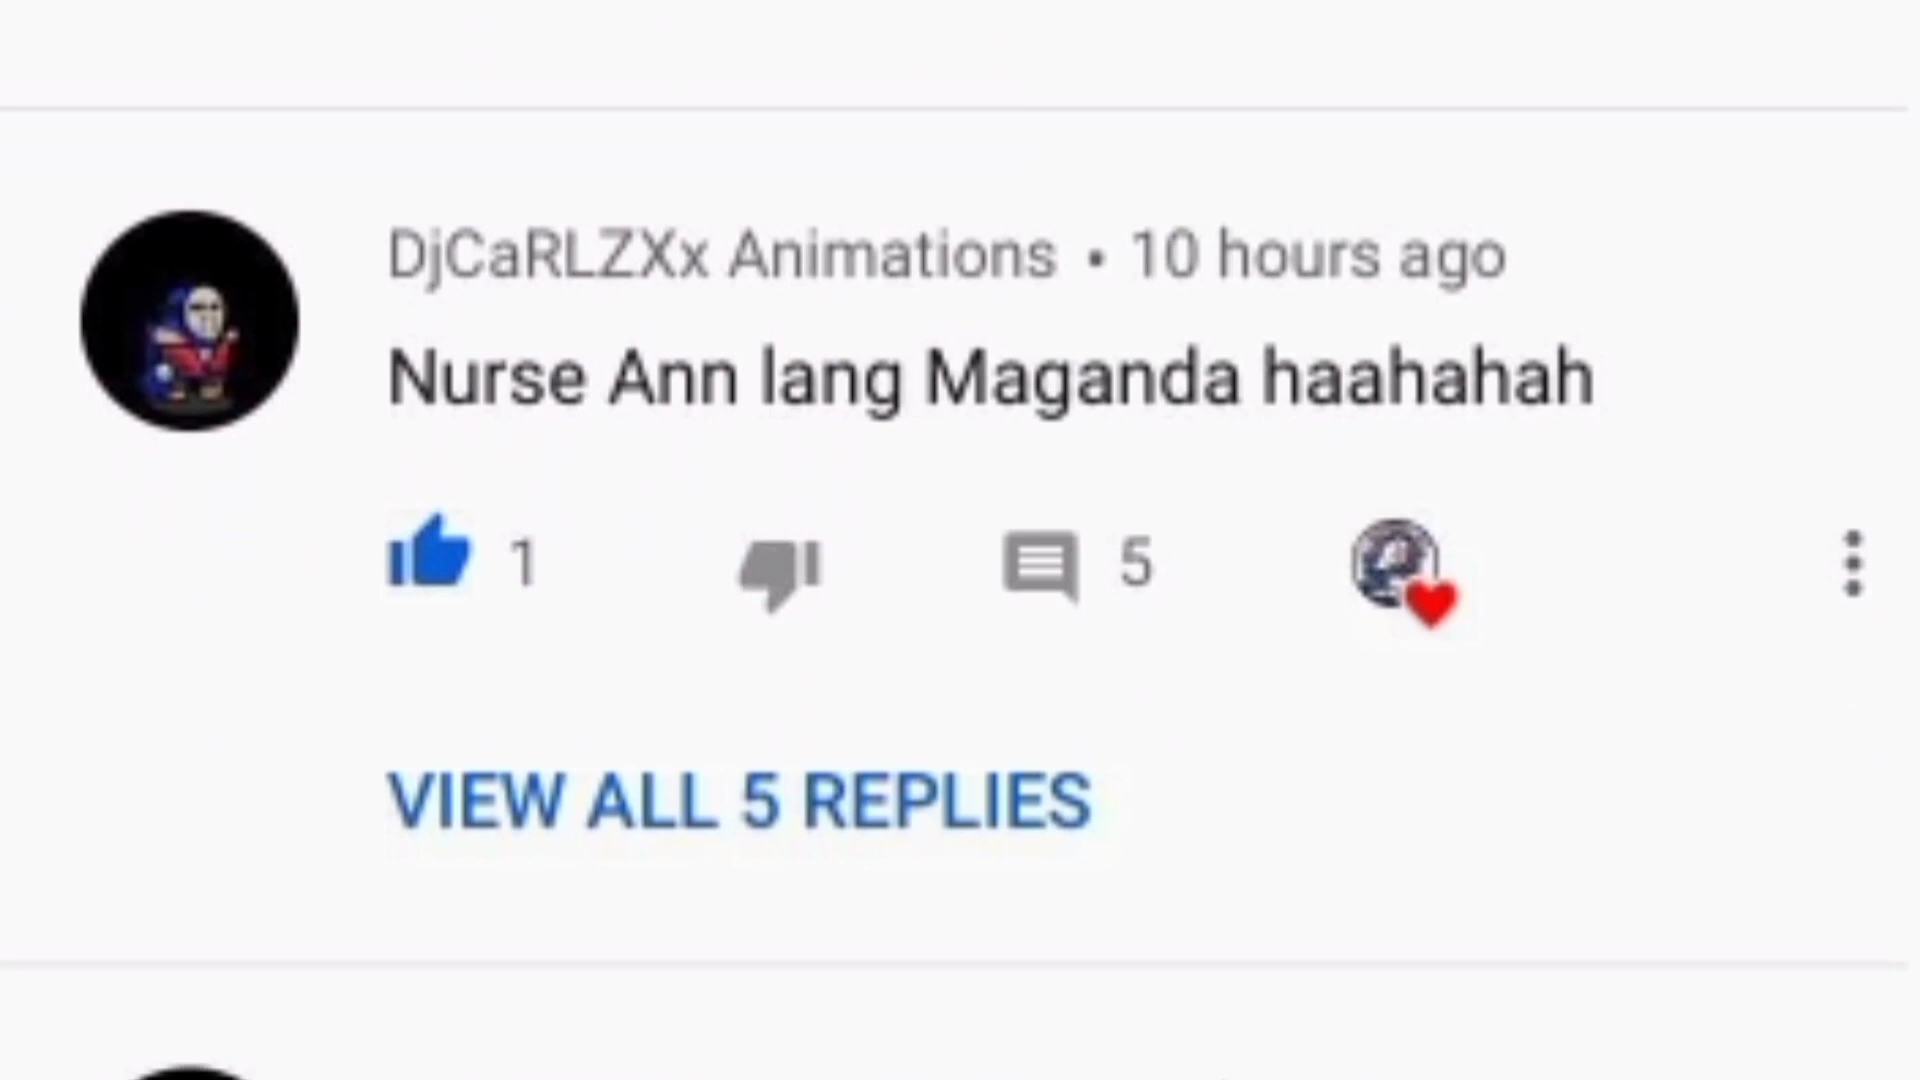 DjCaRLZXx Animations • 10 hours ago
Nurse Ann lang Maganda haahahah
1
5
VIEW ALL 5 REPLIES